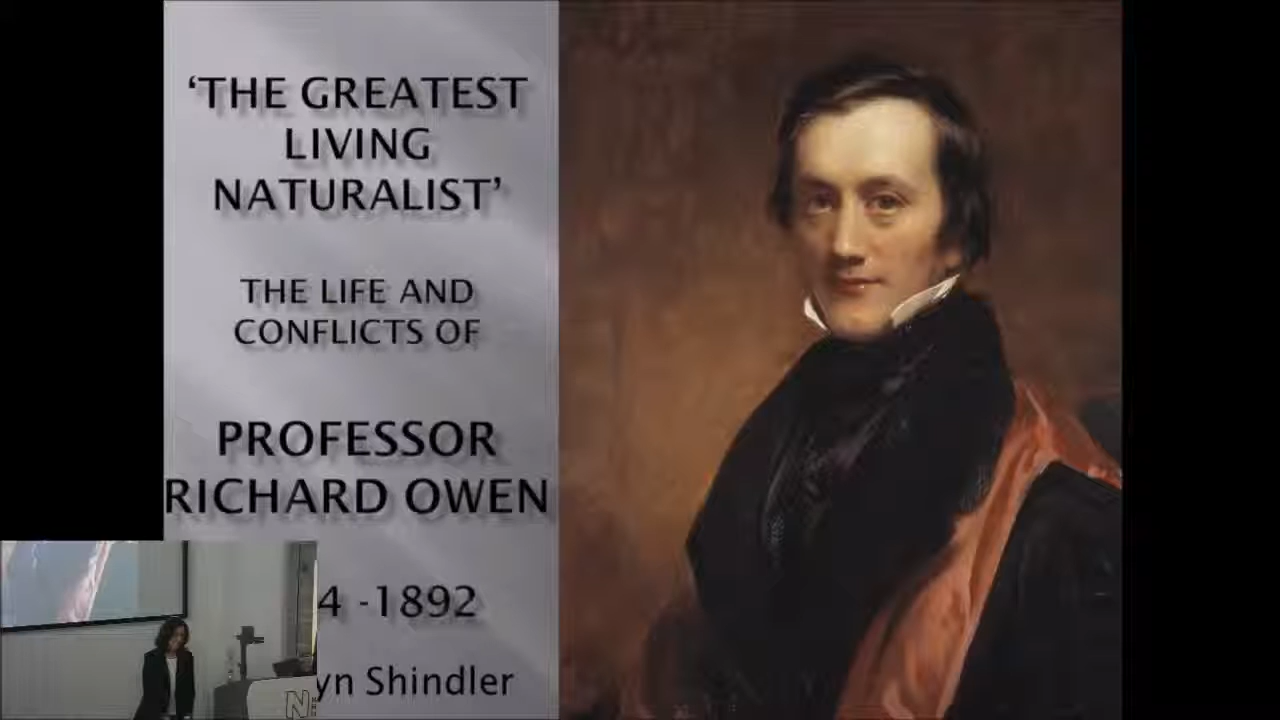 ‘THE GREATEST
LIVING
NATURALIST’
THE LIFE AND
CONFLICTS OF
PROFESSOR
RICHARD OWEN
4 -1892
yn Shindler
N